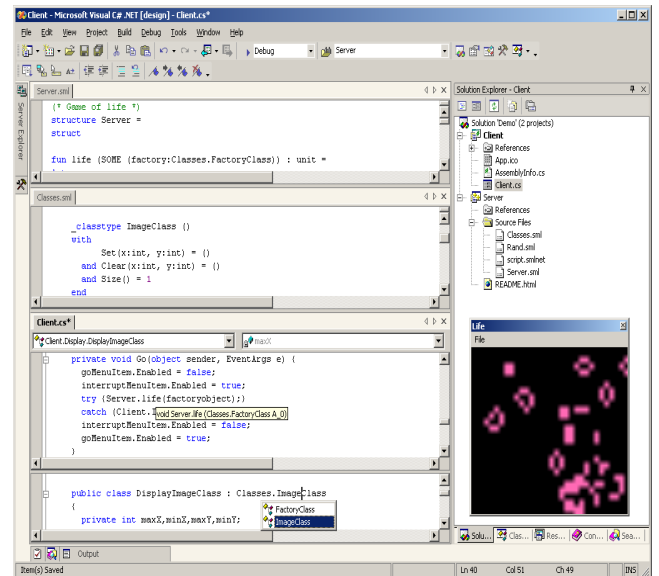 Client - Microsoft Visual C# .NET [design] - Client.cs*
File Edit View Project Build Debug Tools Window Help
Debug Server
Server Explorer
Server.sml
(* Game of life *)
structure Server =
struct
fun life (SOME (factory:Classes.FactoryClass)) : unit =
Classes.sml
_classtype ImageClass ()
with
Set(x:int, y:int) = ()
and Clear(x:int, y:int) = ()
and Size() = 1
end
Client.cs*
Client.Display.DisplayImageClass maxX
private void Go(object sender, EventArgs e) {
goMenuItem.Enabled = false;
interruptMenuItem.Enabled = true;
try {Server.life(factoryobject);}
catch (Client.I
void Server.life (Classes.FactoryClass A_0)
interruptMenuItem.Enabled = false;
goMenuItem.Enabled = true;
}
public class DisplayImageClass : Classes.ImageClass
{
private int maxX,minX,maxY,minY;
FactoryClass
ImageClass
Output
Item(s) Saved
Solution Explorer - Client
Solution 'Demo' (2 projects)
Client
References
App.ico
AssemblyInfo.cs
Client.cs
Server
References
Source Files
Classes.sml
Rand.sml
script.smlnet
Server.sml
README.html
Life
File
Solu... Clas... Res... Con... Sea...
Ln 40 Col 51 Ch 49 INS